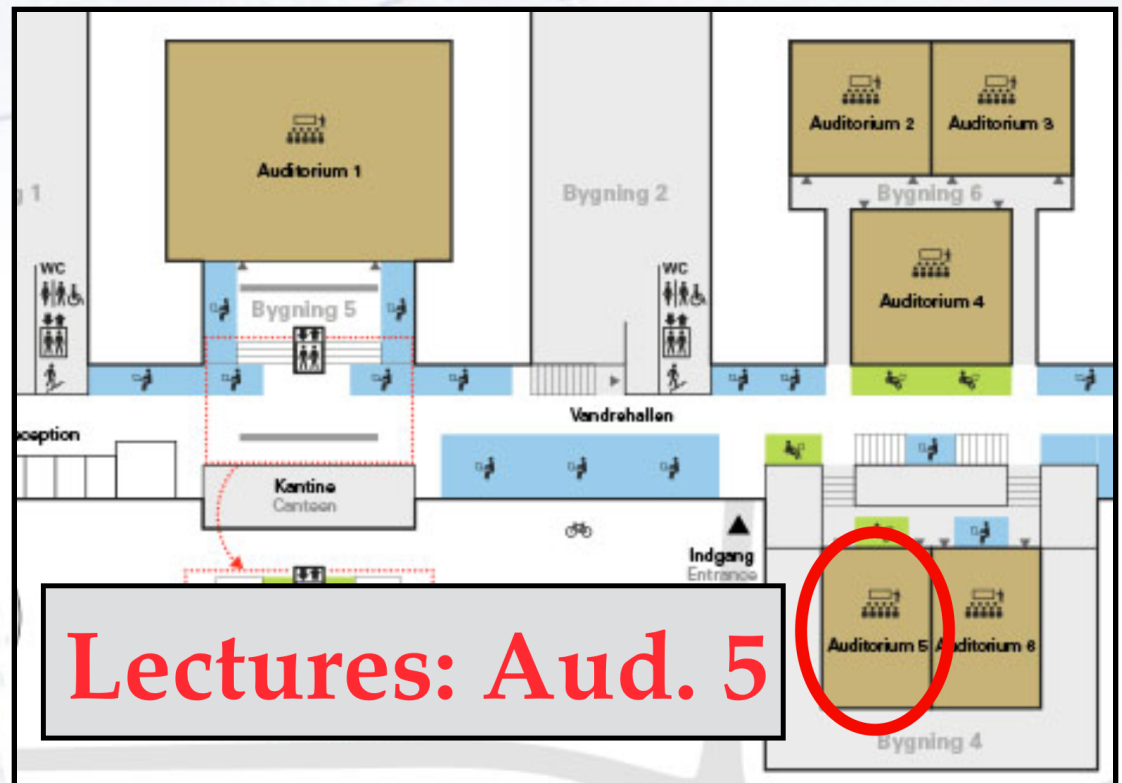 Auditorium 1
Auditorium 2
Auditorium 3
1
Bygning 2
Bygning 6
WC
Bygning 5
WC
Auditorium 4
Vandrehallen
Kantine
Canteen
Indgang
Entrance
Auditorium 5
Auditorium 6
Lectures: Aud. 5
Bygning 4